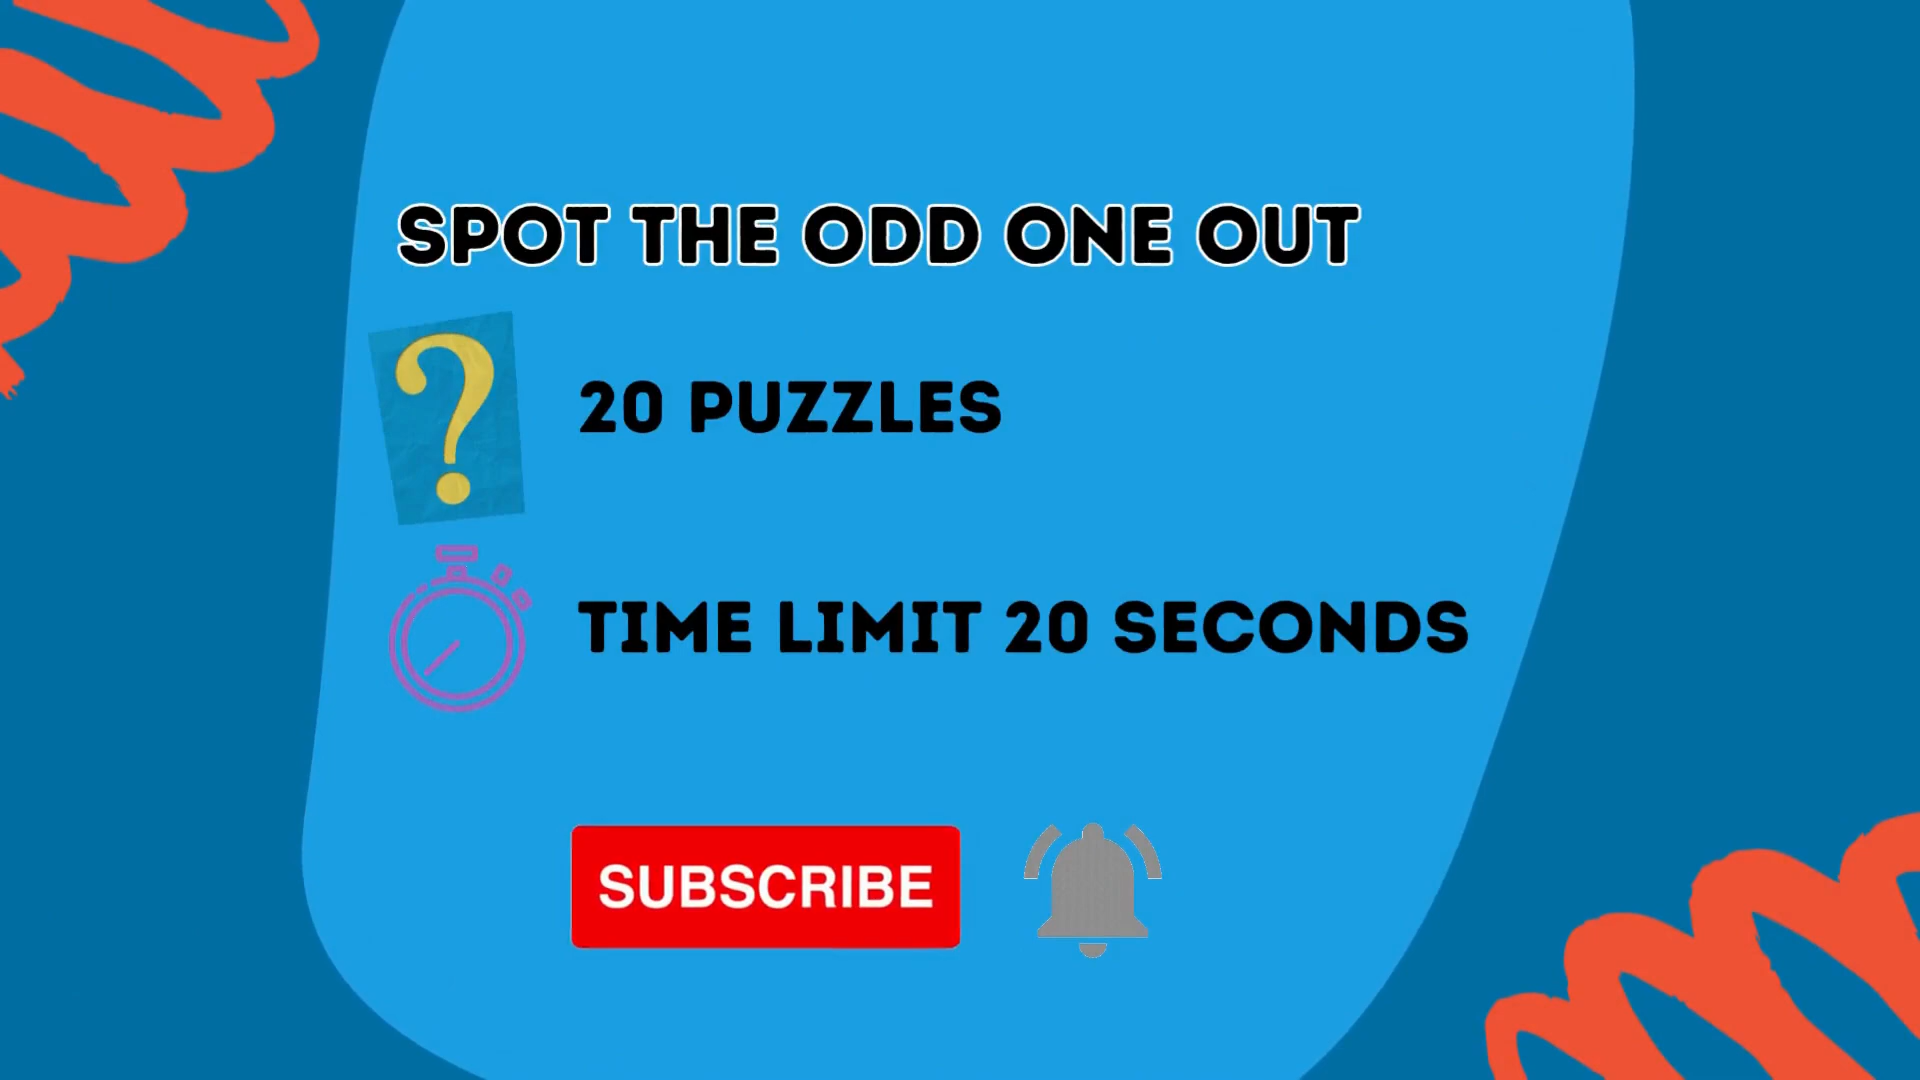 SPOT THE ODD ONE OUT
?
20 PUZZLES
TIME LIMIT 20 SECONDS
SUBSCRIBE